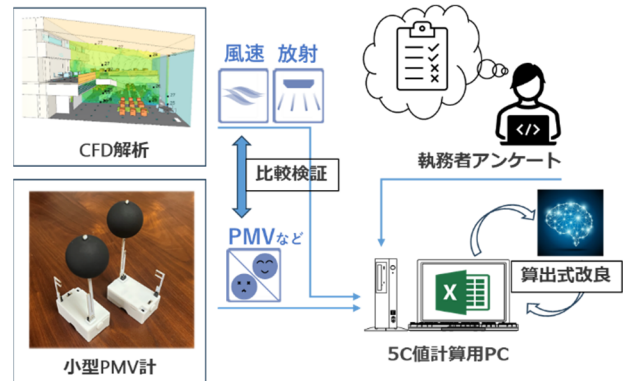 風速 放射
CFD解析
比較検証
執務者アンケート
PMVなど
算出式改良
小型PMV計
5C値計算用PC